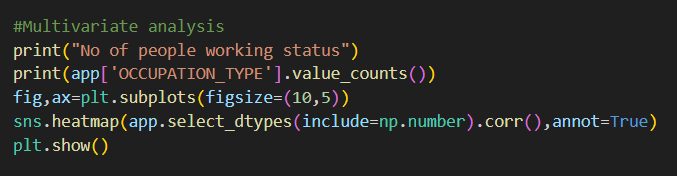 #Multivariate analysis
print("No of people working status")
print(app['OCCUPATION_TYPE'].value_counts())
fig,ax=plt.subplots(figsize=(10,5))
sns.heatmap(app.select_dtypes(include=np.number).corr(),annot=True)
plt.show()